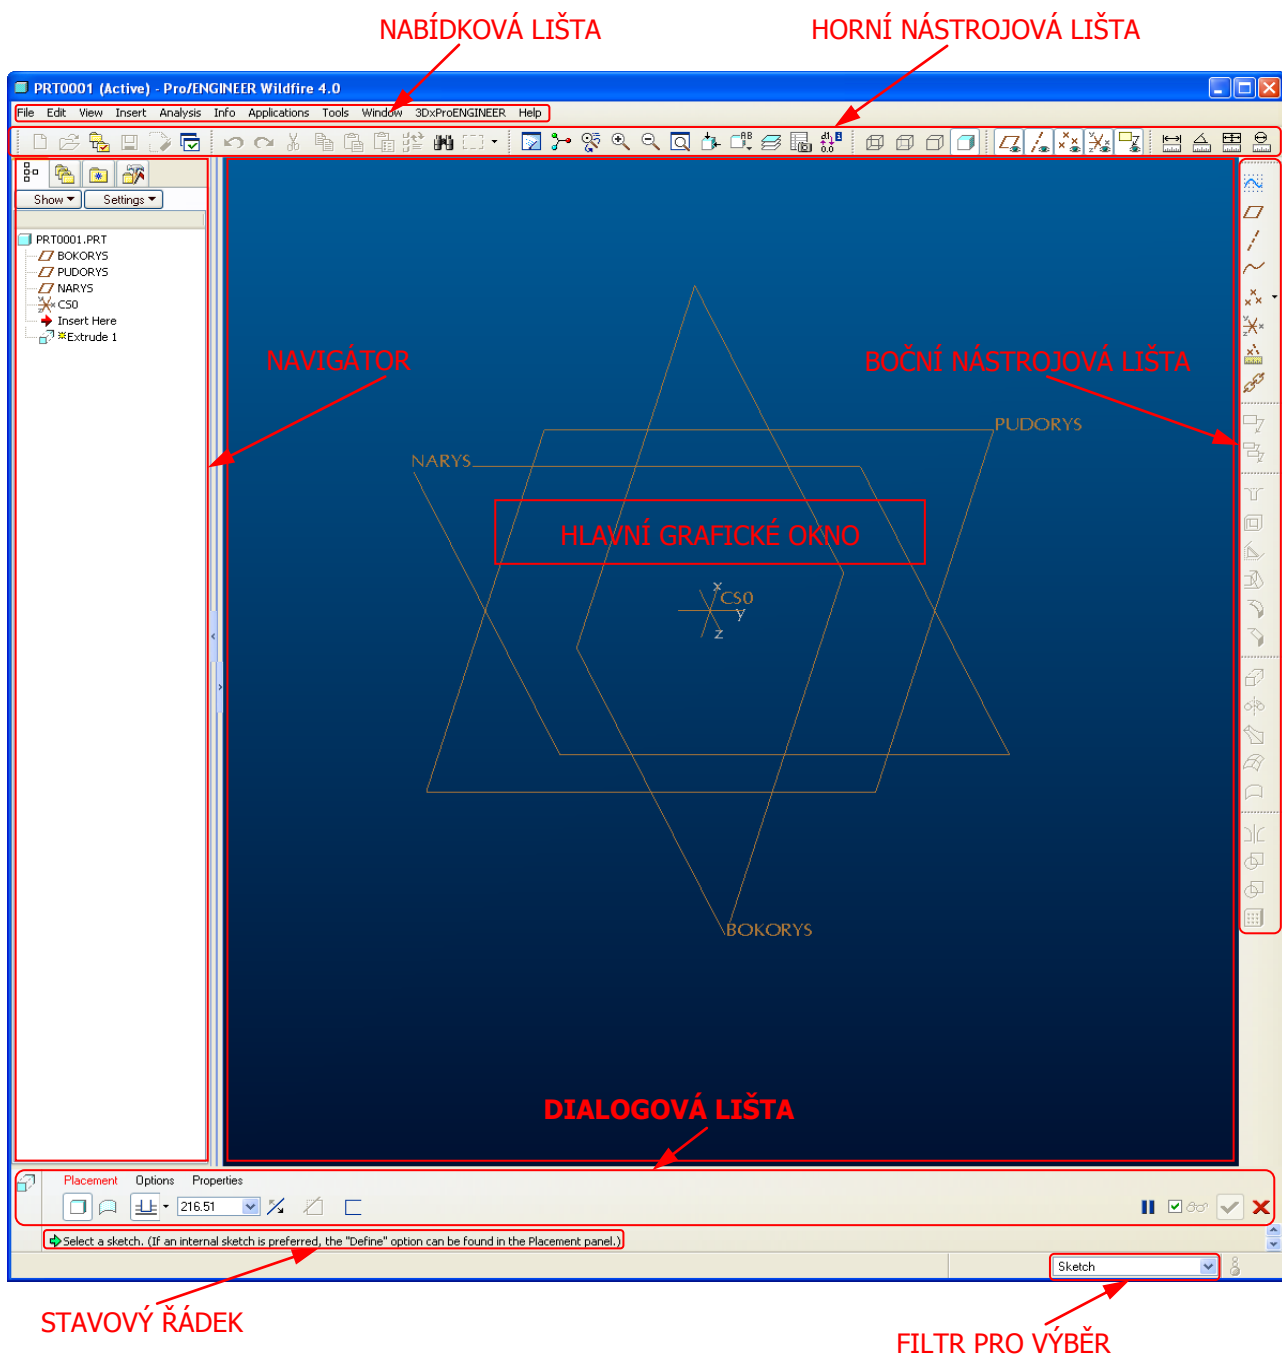 NABÍDKOVÁ LIŠTA
HORNÍ NÁSTROJOVÁ LIŠTA
PRT0001 (Active) - Pro/ENGINEER Wildfire 4.0
File Edit View Insert Analysis Info Applications Tools Window 3DxProENGINEER Help
Show Settings
PRT0001.PRT
BOKORYS
PUDORYS
NARYS
CS0
Insert Here
Extrude 1
NAVIGÁTOR
BOČNÍ NÁSTROJOVÁ LIŠTA
PUDORYS
NARYS
HLAVNÍ GRAFICKÉ OKNO
X
CS0
y
z
BOKORYS
DIALOGOVÁ LIŠTA
Placement Options Properties
216.51
Select a sketch. (If an internal sketch is preferred, the "Define" option can be found in the Placement panel.)
Sketch
STAVOVÝ ŘÁDEK
FILTR PRO VÝBĚR